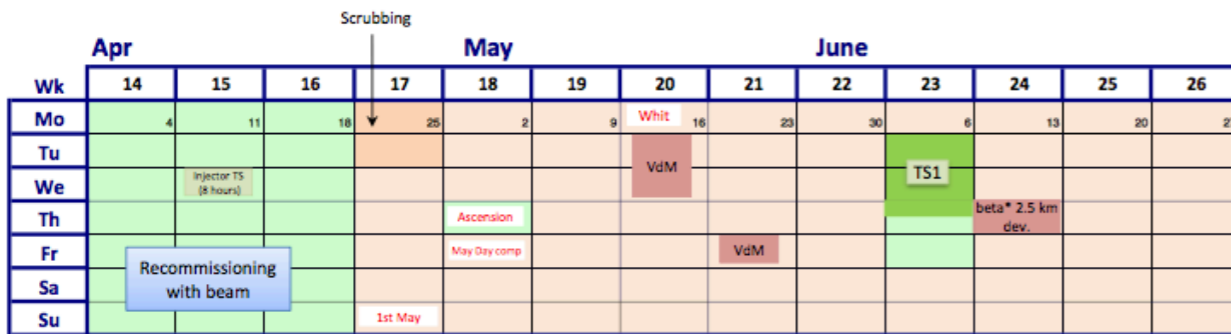 Scrubbing
Apr May June
Wk 14 15 16 17 18 19 20 21 22 23 24 25 26
Mo 4 11 18 25 2 9 Whit 16 23 30 6 13 20 27
Tu
VdM
TS1
We Injector TS
(8 hours)
Th Ascension beta* 2.5 km
dev.
Fr May Day comp VdM
Recommissioning
with beam
Sa
Su 1st May